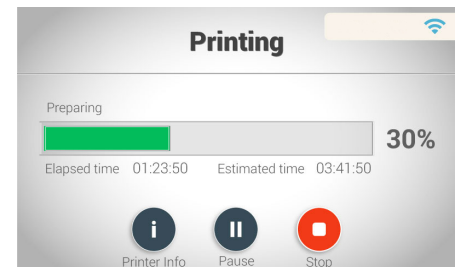 Printing
Preparing
30%
Elapsed time 01:23:50 Estimated time 03:41:50
i
Printer Info Pause Stop